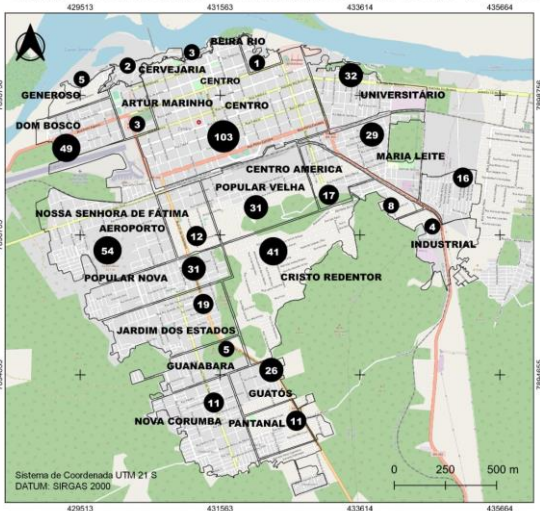 429513 431563 433614 435664
BEIRA RIO
3
2
CERVEJARIA
1
5
CENTRO
32
GENEROSO
UNIVERSITÁRIO
ARTUR MARINHO CENTRO
DOM BOSCO
3
103
29
49
MARIA LEITE
CENTRO AMERICA
16
POPULAR VELHA
17
31
8
NOSSA SENHORA DE FÁTIMA
AEROPORTO
4
12
INDUSTRIAL
54
41
31
POPULAR NOVA
CRISTO REDENTOR
19
JARDIM DOS ESTADOS
5
GUANABARA
26
GUATÓS
11
NOVA CORUMBA PANTANAL
11
Sistema de Coordenada UTM 21 S
DATUM: SIRGAS 2000
0 250 500 m
429513 431563 433614 435664